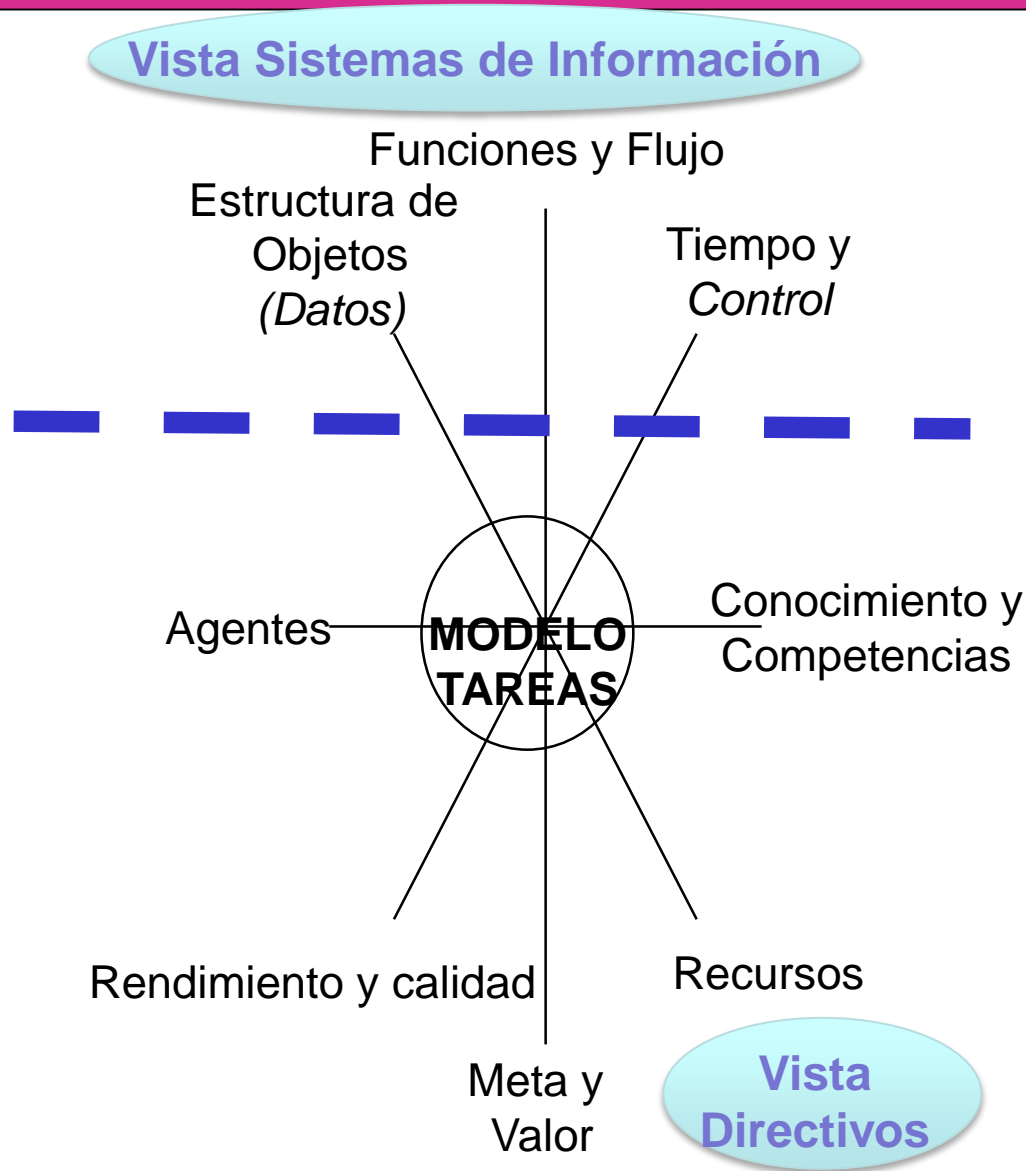 Vista Sistemas de Información
Funciones y Flujo
Estructura de
Objetos
(Datos)
Tiempo y
Control
Agentes
MODELO
TAREAS
Conocimiento y
Competencias
Rendimiento y calidad
Recursos
Meta y
Valor
Vista
Directivos